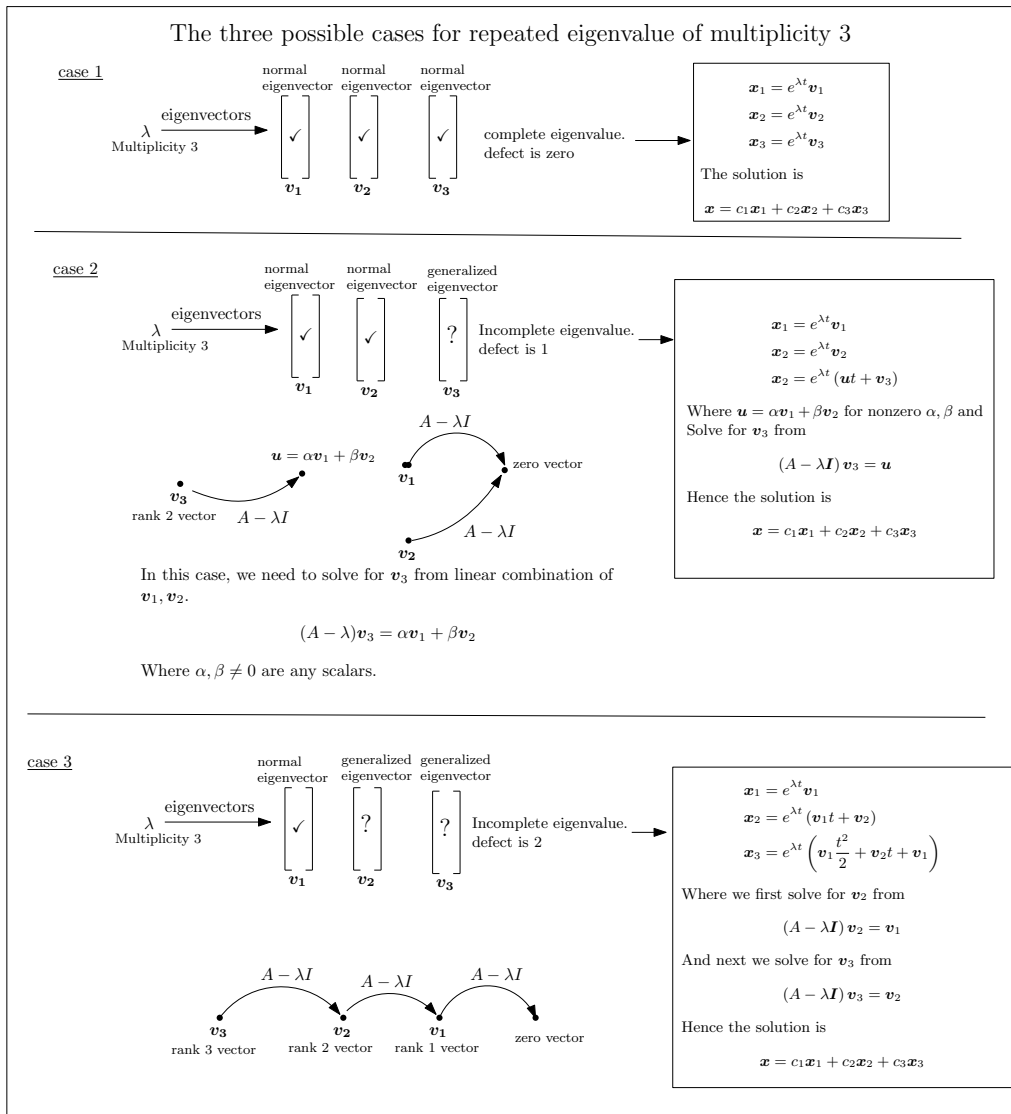 The three possible cases for repeated eigenvalue of multiplicity 3
case 1
normal eigenvector
normal eigenvector
normal eigenvector
λ
Multiplicity 3
eigenvectors
✓ ✓ ✓
v₁ v₂ v₃
complete eigenvalue.
defect is zero
x₁ = e^{λt}v₁
x₂ = e^{λt}v₂
x₃ = e^{λt}v₃
The solution is
x = c₁x₁ + c₂x₂ + c₃x₃
case 2
normal eigenvector
normal eigenvector
generalized eigenvector
λ
Multiplicity 3
eigenvectors
✓ ✓ ?
v₁ v₂ v₃
Incomplete eigenvalue.
defect is 1
x₁ = e^{λt}v₁
x₂ = e^{λt}v₂
x₂ = e^{λt} (ut + v₃)
Where u = αv₁ + βv₂ for nonzero α, β and
Solve for v₃ from
(A − λI) v₃ = u
Hence the solution is
x = c₁x₁ + c₂x₂ + c₃x₃
v₃
rank 2 vector
A − λI
u = αv₁ + βv₂
A − λI
v₁
zero vector
A − λI
v₂
In this case, we need to solve for v₃ from linear combination of
v₁, v₂.
(A − λ)v₃ = αv₁ + βv₂
Where α, β ≠ 0 are any scalars.
case 3
normal eigenvector
generalized eigenvector
generalized eigenvector
λ
Multiplicity 3
eigenvectors
✓ ? ?
v₁ v₂ v₃
Incomplete eigenvalue.
defect is 2
x₁ = e^{λt}v₁
x₂ = e^{λt} (v₁t + v₂)
x₃ = e^{λt} (v₁ t²/2 + v₂t + v₁)
Where we first solve for v₂ from
(A − λI) v₂ = v₁
And next we solve for v₃ from
(A − λI) v₃ = v₂
Hence the solution is
x = c₁x₁ + c₂x₂ + c₃x₃
A − λI A − λI A − λI
v₃ v₂ v₁ zero vector
rank 3 vector rank 2 vector rank 1 vector